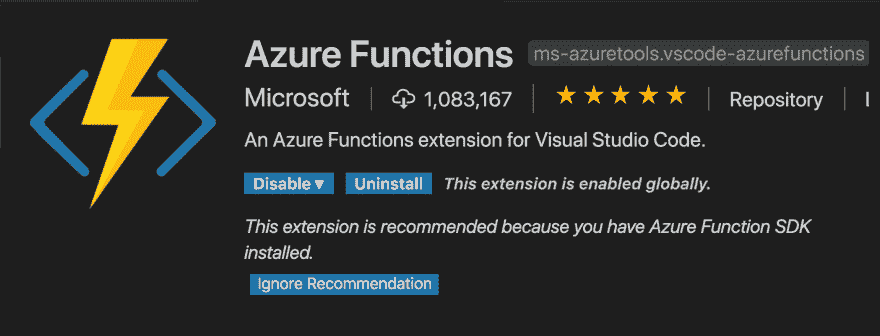 Azure Functions ms-azuretools.vscode-azurefunctions
Microsoft | 1,083,167 | ★★★★★ | Repository |
An Azure Functions extension for Visual Studio Code.
Disable ▾ Uninstall This extension is enabled globally.
This extension is recommended because you have Azure Function SDK
installed.
Ignore Recommendation